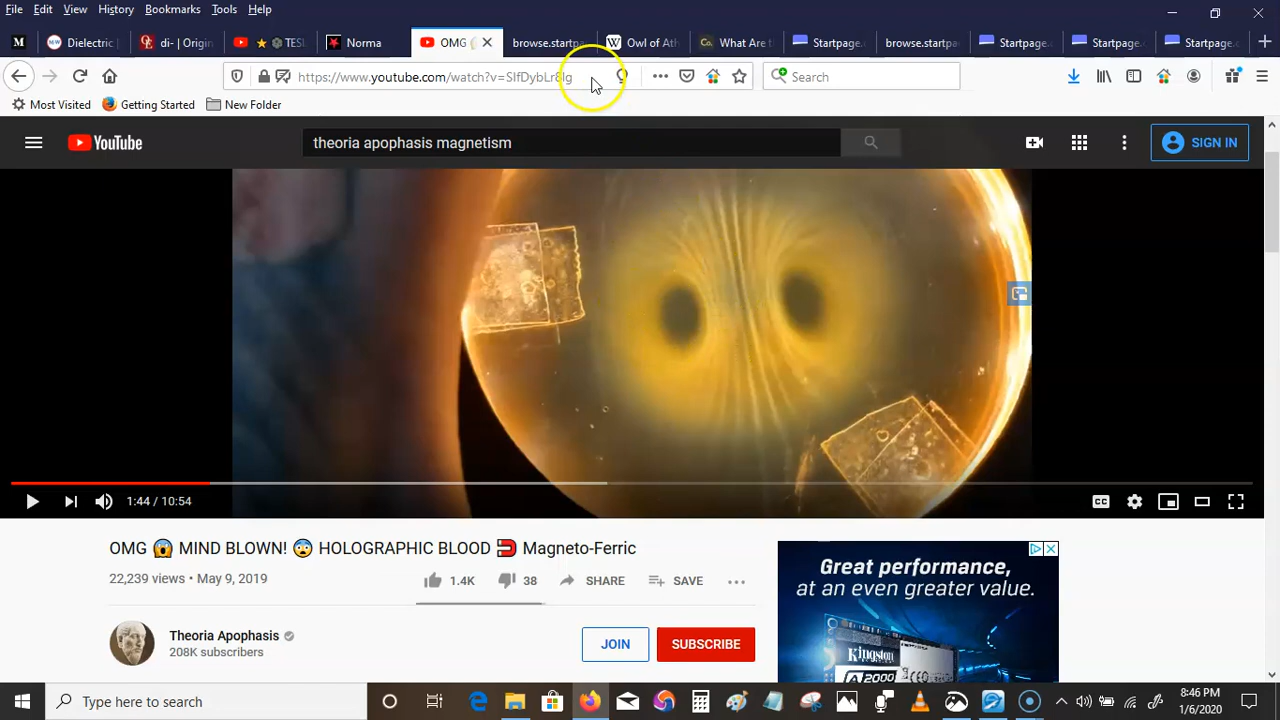 File Edit View History Bookmarks Tools Help
M Dielectric di- | Origin TESL Norma OMG browse.startpa W Owl of Ath Co. What Are t Startpage. browse.startpa Startpage.c Startpage.c Startpage.c
https://www.youtube.com/watch?v= Search
Most Visited Getting Started New Folder
YouTube theoria apophasis magnetism SIGN IN
1:44 / 10:54 CC
OMG 😱 MIND BLOWN! 😨 HOLOGRAPHIC BLOOD 🧲 Magneto-Ferric
22,239 views • May 9, 2019 1.4K 38 SHARE SAVE
Theoria Apophasis
208K subscribers
JOIN SUBSCRIBE
Great performance,
at an even greater value.
Kingston
A2000
Type here to search
8:46 PM
1/6/2020